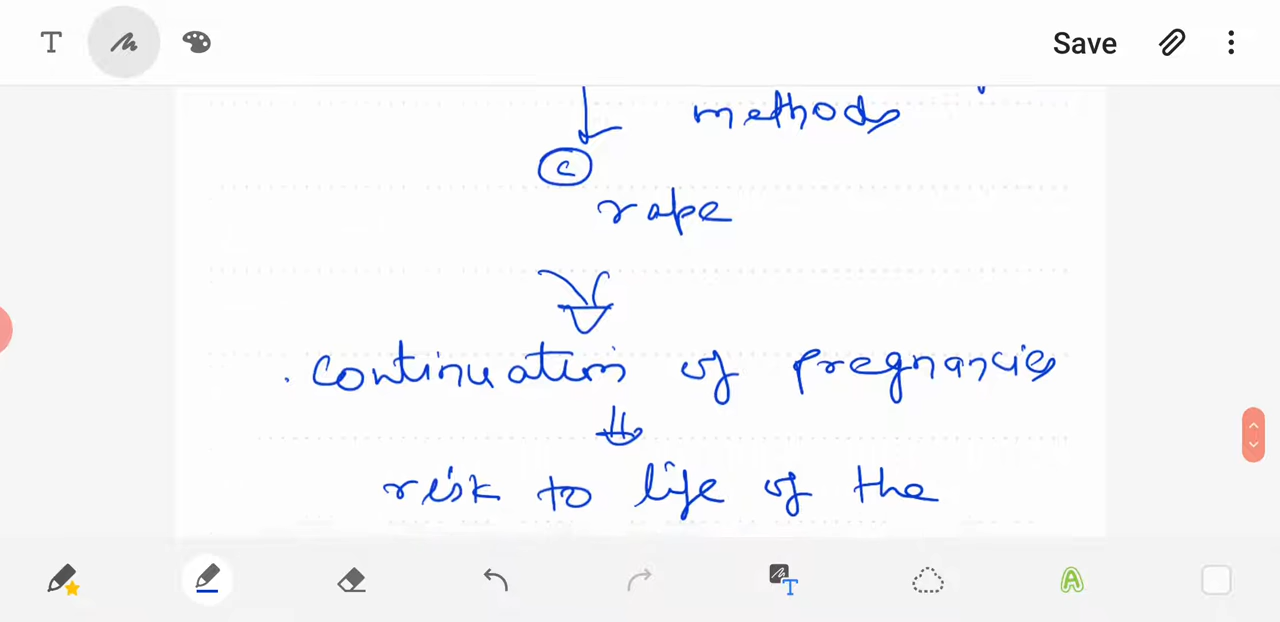 T Save
methods
c
rape
. continuation of pregnancies
risk to life of the
T
A